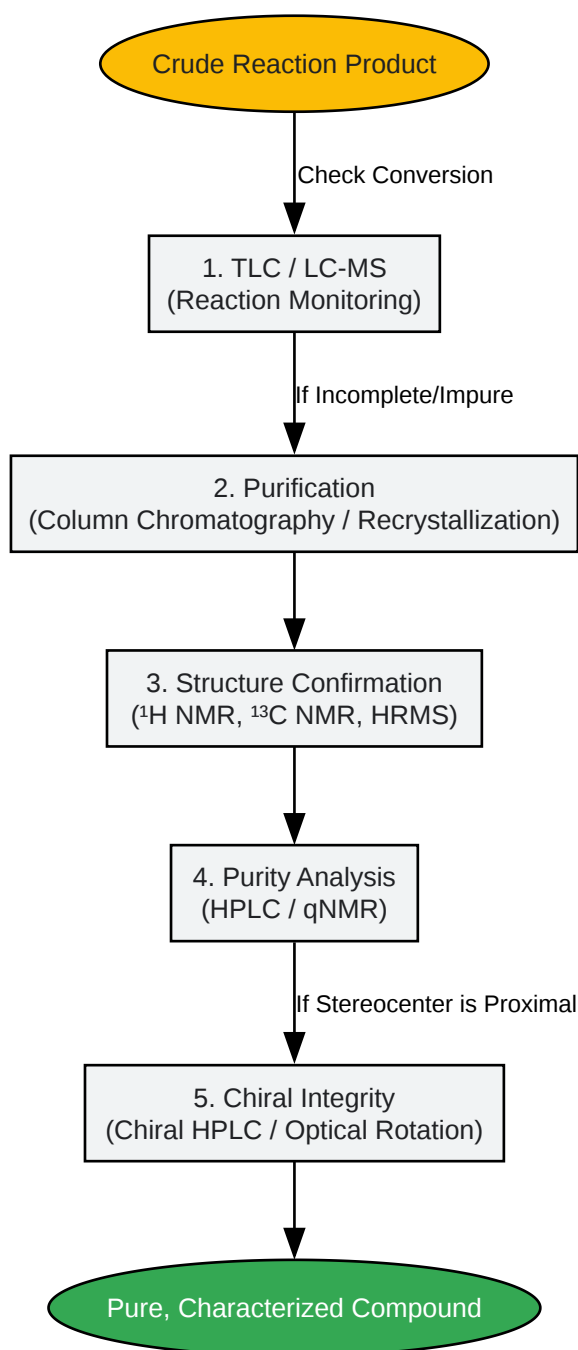 Crude Reaction Product
Check Conversion
1. TLC / LC-MS
(Reaction Monitoring)
If Incomplete/Impure
2. Purification
(Column Chromatography / Recrystallization)
3. Structure Confirmation
(¹H NMR, ¹³C NMR, HRMS)
4. Purity Analysis
(HPLC / qNMR)
If Stereocenter is Proximal
5. Chiral Integrity
(Chiral HPLC / Optical Rotation)
Pure, Characterized Compound